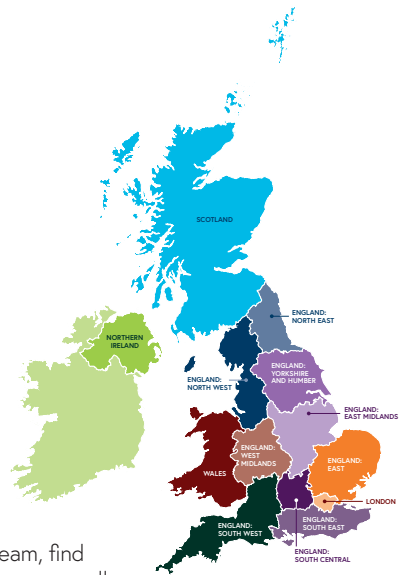 SCOTLAND
NORTHERN
IRELAND
ENGLAND:
NORTH EAST
ENGLAND:
YORKSHIRE
AND HUMBER
ENGLAND:
NORTH WEST
ENGLAND:
EAST MIDLANDS
ENGLAND:
WEST
MIDLANDS
ENGLAND:
EAST
WALES
LONDON
ENGLAND:
SOUTH WEST
ENGLAND:
SOUTH EAST
ENGLAND:
SOUTH CENTRAL
eam, find